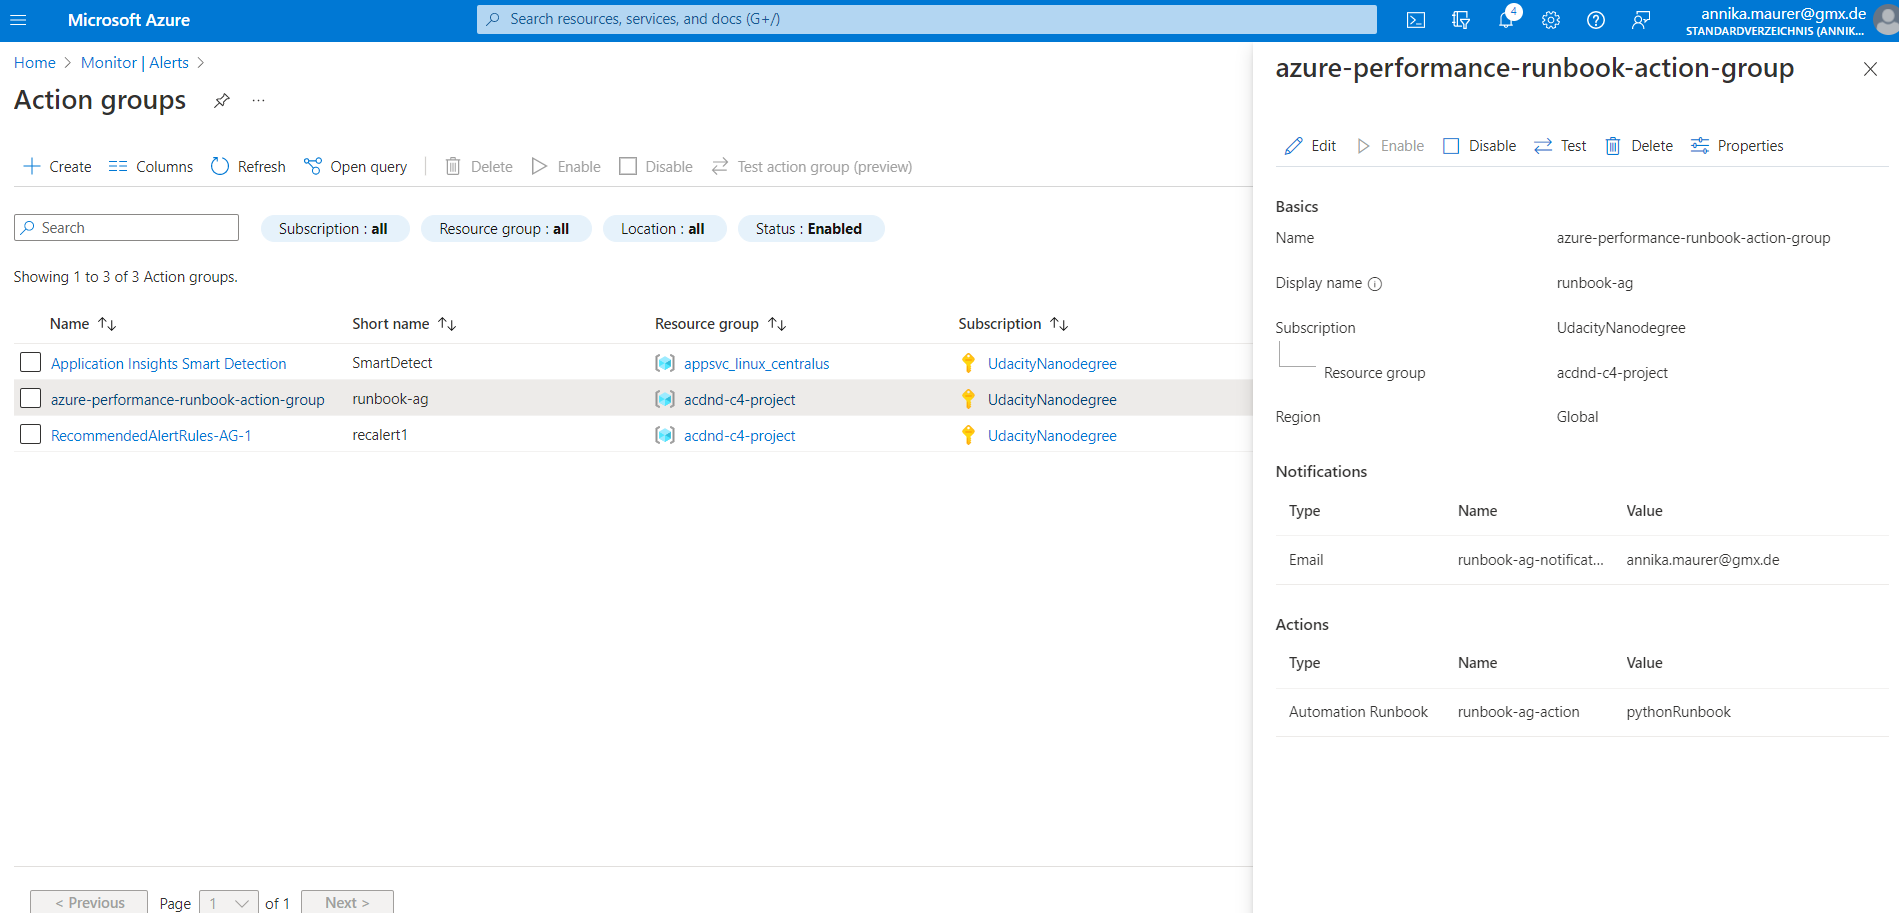 Microsoft Azure
Search resources, services, and docs (G+/)
4
annika.maurer@gmx.de
STANDARDVERZEICHNIS (ANNIK...
Home > Monitor | Alerts >
Action groups
...
Create
Columns
Refresh
Open query
Delete
Enable
Disable
Test action group (preview)
Search
Subscription : all
Resource group : all
Location : all
Status : Enabled
Showing 1 to 3 of 3 Action groups.
Name Short name Resource group Subscription
Application Insights Smart Detection SmartDetect appsvc_linux_centralus UdacityNanodegree
azure-performance-runbook-action-group runbook-ag acdnd-c4-project UdacityNanodegree
RecommendedAlertRules-AG-1 recalert1 acdnd-c4-project UdacityNanodegree
< Previous Page 1 of 1 Next >
azure-performance-runbook-action-group
Edit Enable Disable Test Delete Properties
Basics
Name azure-performance-runbook-action-group
Display name runbook-ag
Subscription UdacityNanodegree
Resource group acdnd-c4-project
Region Global
Notifications
Type Name Value
Email runbook-ag-notificat... annika.maurer@gmx.de
Actions
Type Name Value
Automation Runbook runbook-ag-action pythonRunbook